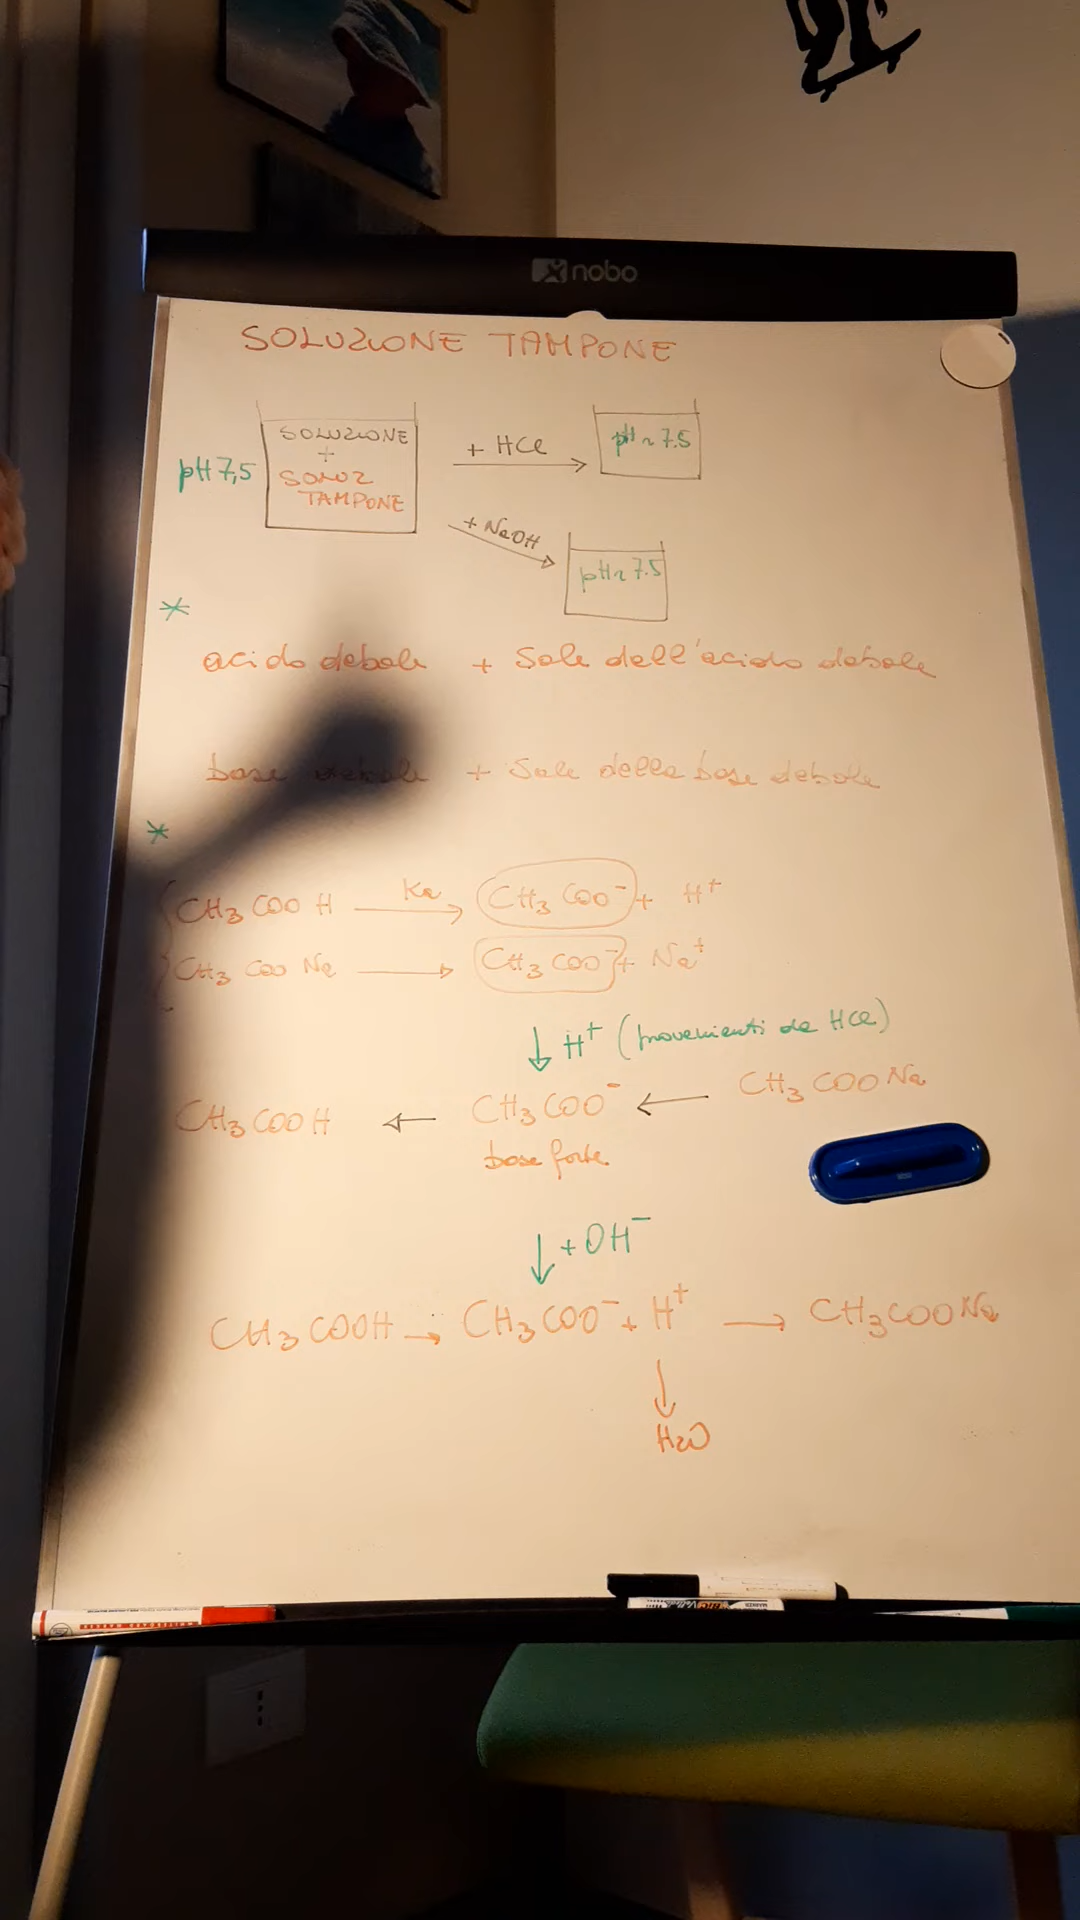 nobo
SOLUZIONE TAMPONE
pH 7,5
SOLUZIONE
+
SOLUZ
TAMPONE
+ HCl
pH ~ 7.5
+ NaOH
pH ~ 7.5
*
acido debole + Sale dell'acido debole
base debole + Sale della base debole
*
CH3COOH Ka CH3COO⁻ + H⁺
CH3COONa → CH3COO⁻ + Na⁺
↓ H⁺ (provenienti da HCl)
CH3COOH ← CH3COO⁻ ← CH3COONa
base forte
↓ + OH⁻
CH3COOH → CH3COO⁻ + H⁺ → CH3COONa
↓
H2O